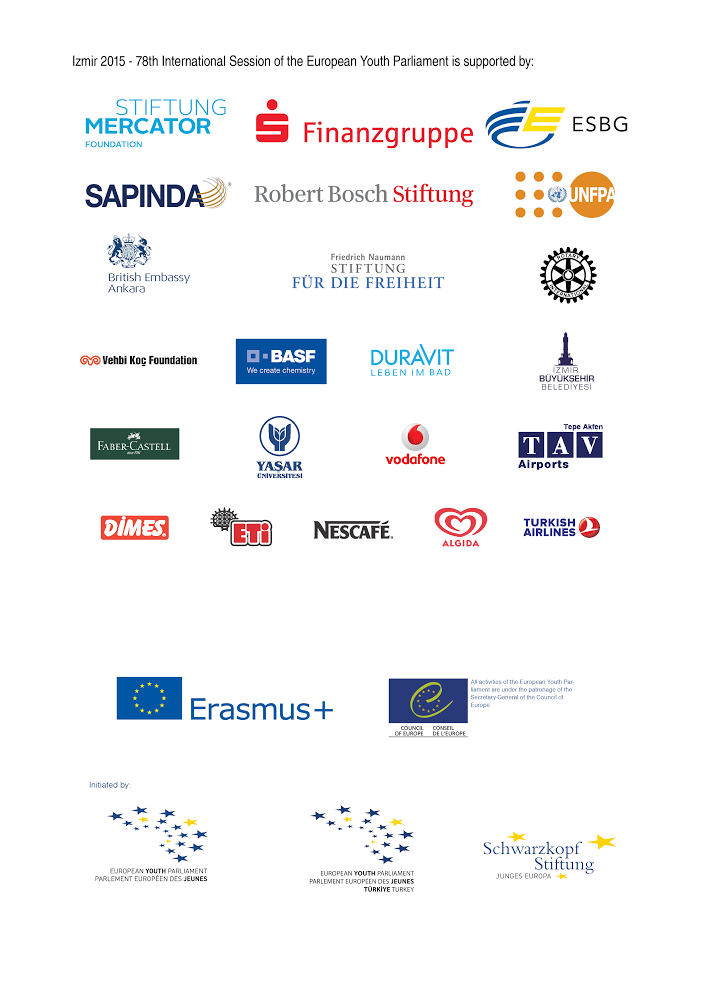 Izmir 2015 - 78th International Session of the European Youth Parliament is supported by:
STIFTUNG
MERCATOR
FOUNDATION
Finanzgruppe
ESBG
SAPINDA
Robert Bosch Stiftung
UNFPA
British Embassy
Ankara
Friedrich Naumann
STIFTUNG
FÜR DIE FREIHEIT
ROTARY
INTERNATIONAL
Vehbi Koç Foundation
BASF
We create chemistry
DURAVIT
LEBEN IM BAD
İZMİR
BÜYÜKŞEHİR
BELEDİYESİ
FABER-CASTELL
since 1761
YAŞAR
ÜNİVERSİTESİ
vodafone
Tepe Akfen
TAV
Airports
DİMES
ETİ
NESCAFÉ
ALGIDA
TURKISH
AIRLINES
Erasmus+
COUNCIL
OF EUROPE
CONSEIL
DE L'EUROPE
All activities of the European Youth Par-
liament are under the patronage of the
Secretary-General of the Council of
Europe
Initiated by:
EUROPEAN YOUTH PARLIAMENT
PARLEMENT EUROPÉEN DES JEUNES
EUROPEAN YOUTH PARLIAMENT
PARLEMENT EUROPÉEN DES JEUNES
TÜRKİYE TURKEY
Schwarzkopf
Stiftung
JUNGES EUROPA